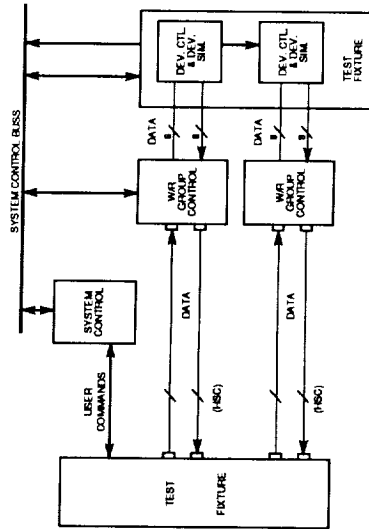 SYSTEM CONTROL BUSS
DEV. CTL
& DEV.
SIM.
DEV. CTL
& DEV.
SIM.
TEST
FIXTURE
DATA
8
8
DATA
8
8
W/R
GROUP
CONTROL
W/R
GROUP
CONTROL
SYSTEM
CONTROL
DATA
(HSC)
DATA
(HSC)
USER
COMMANDS
TEST
FIXTURE